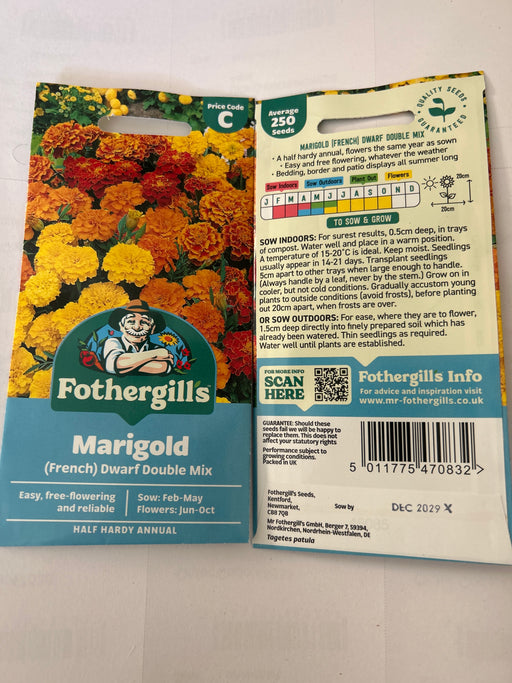 Price Code
C
Fothergill's
Marigold
(French) Dwarf Double Mix
Easy, free-flowering
and reliable
Sow: Feb-May
Flowers: Jun-Oct
HALF HARDY ANNUAL
Average
250
Seeds
QUALITY SEEDS
GUARANTEED
MARIGOLD (FRENCH) DWARF DOUBLE MIX
• A half hardy annual, flowers the same year as sown
• Easy and free flowering, whatever the weather
• Bedding, border and patio displays all summer long
Sow Indoors Sow Outdoors Plant Out Flowers
J F M A M J J A S O N D
20cm
20cm
TO SOW & GROW
SOW INDOORS: For surest results, 0.5cm deep, in trays
of compost. Water well and place in a warm position.
A temperature of 15-20°C is ideal. Keep moist. Seedlings
usually appear in 14-21 days. Transplant seedlings
5cm apart to other trays when large enough to handle.
(Always handle by a leaf, never by the stem.) Grow on in
cooler, but not cold conditions. Gradually accustom young
plants to outside conditions (avoid frosts), before planting
out 20cm apart, when frosts are over.
OR SOW OUTDOORS: For ease, where they are to flower,
1.5cm deep directly into finely prepared soil which has
already been watered. Thin seedlings as required.
Water well until plants are established.
FOR MORE INFO
SCAN
HERE
Fothergills Info
For advice and inspiration visit
www.mr-fothergills.co.uk
GUARANTEE: Should these
seeds fail we will be happy to
replace them. This does not
affect your statutory rights
Performance subject to
growing conditions.
Packed in UK
5 011775 470832 >
Fothergill's Seeds,
Kentford,
Newmarket,
CB8 7QB
Sow by
DEC 2029 X
Mr Fothergill's GmbH, Berger 7, 59394,
Nordkirchen, Nordrhein-Westfalen, DE
Tagetes patula